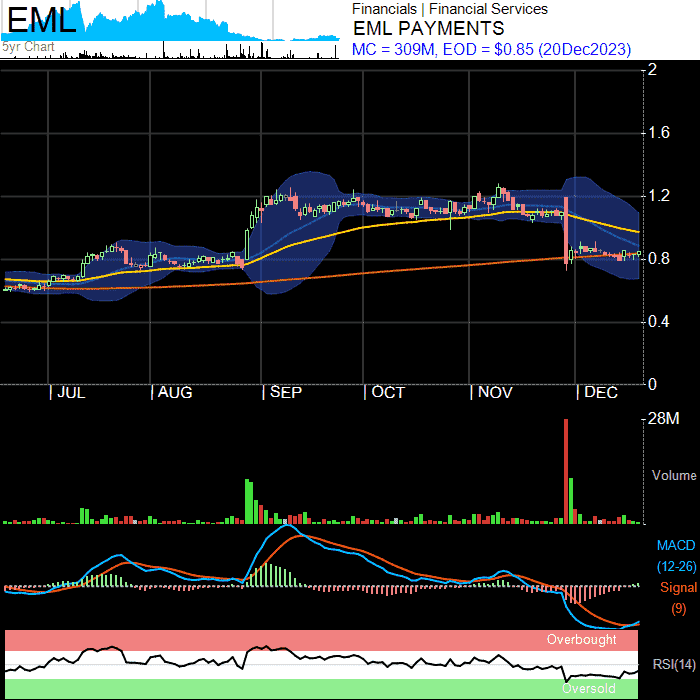 EML
5yr Chart
Financials | Financial Services
EML PAYMENTS
MC = 309M, EOD = $0.85 (20Dec2023)
2
1.6
1.2
0.8
0.4
0
| JUL | AUG | SEP | OCT | NOV | DEC
28M
Volume
MACD
(12-26)
Signal
(9)
Overbought
RSI(14)
Oversold